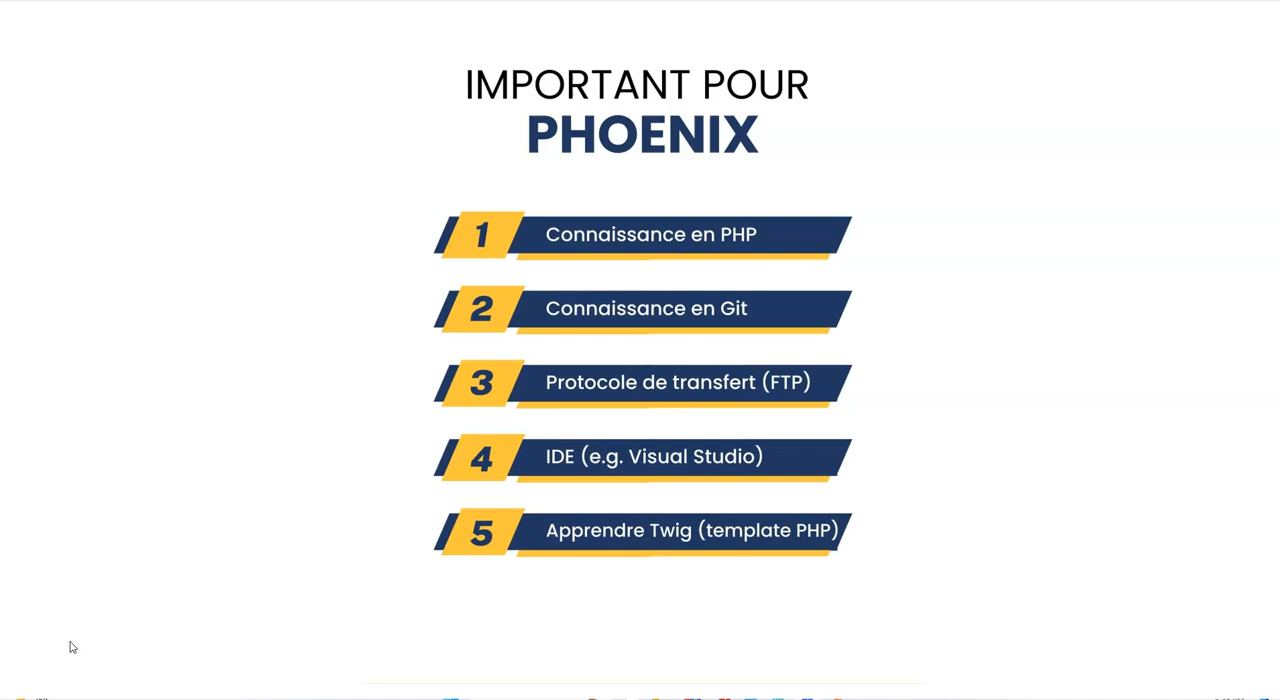 IMPORTANT POUR
PHOENIX
1 Connaissance en PHP
2 Connaissance en Git
3 Protocole de transfert (FTP)
4 IDE (e.g. Visual Studio)
5 Apprendre Twig (template PHP)